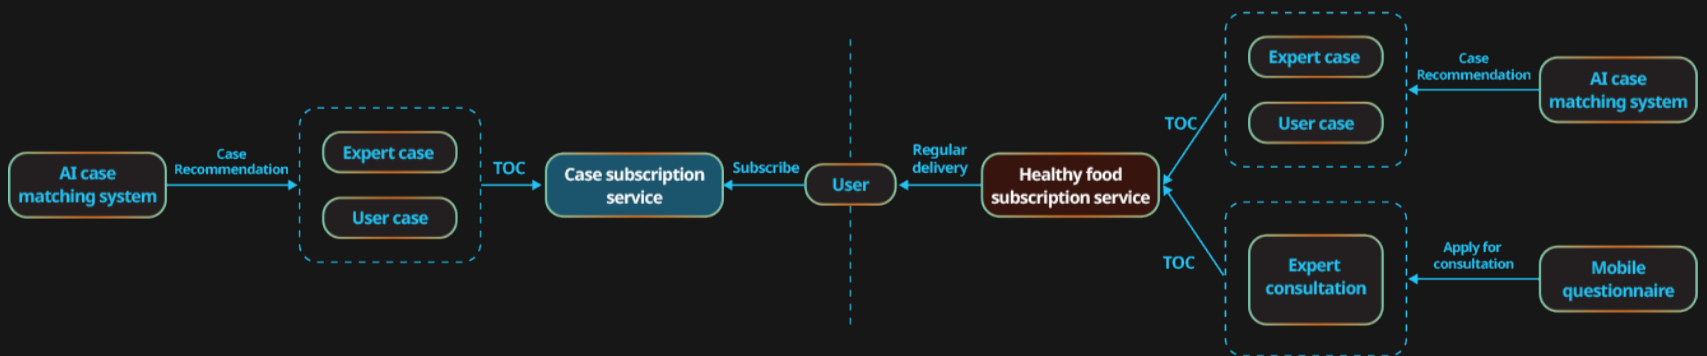 AI case
matching system
Case
Recommendation
Expert case
User case
TOC
Case subscription
service
Subscribe
User
Regular
delivery
Healthy food
subscription service
TOC
TOC
Expert case
User case
Case
Recommendation
AI case
matching system
Expert
consultation
Apply for
consultation
Mobile
questionnaire